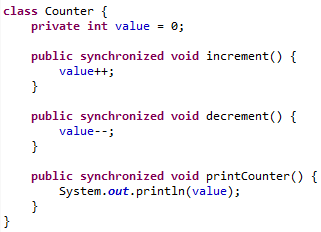 class Counter {
    private int value = 0;

    public synchronized void increment() {
        value++;
    }

    public synchronized void decrement() {
        value--;
    }

    public synchronized void printCounter() {
        System.out.println(value);
    }
}